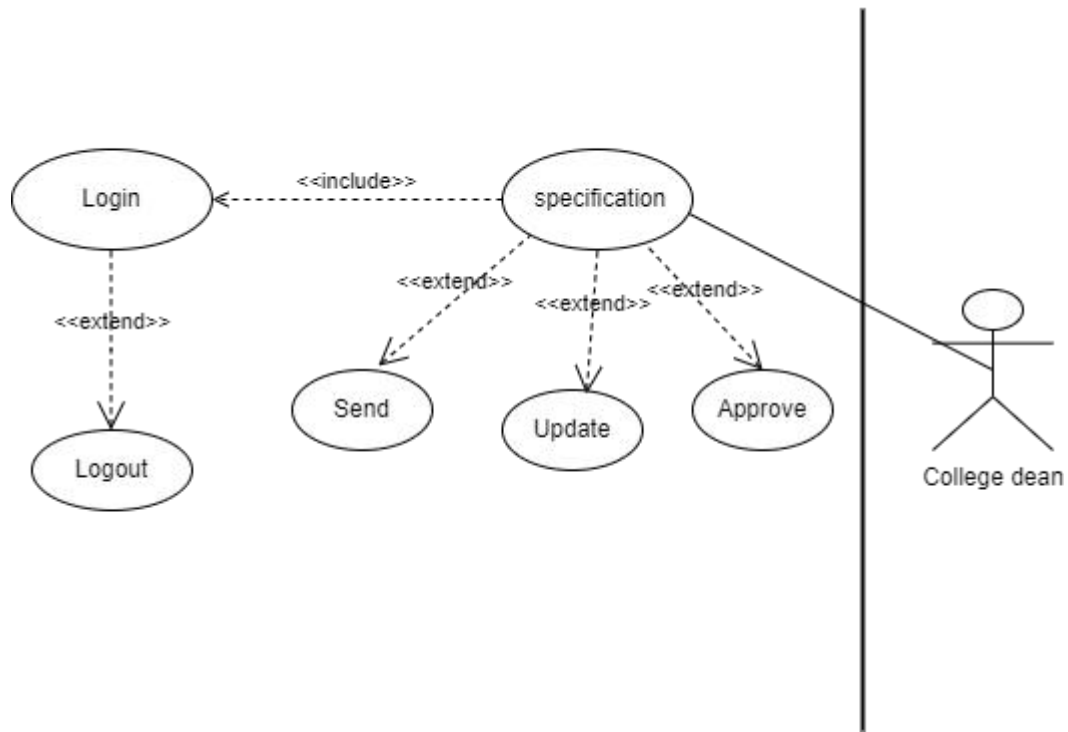 <<include>>
Login
specification
<<extend>>
<<extend>>
<<extend>>
<<extend>>
Send
Approve
Update
Logout
College dean